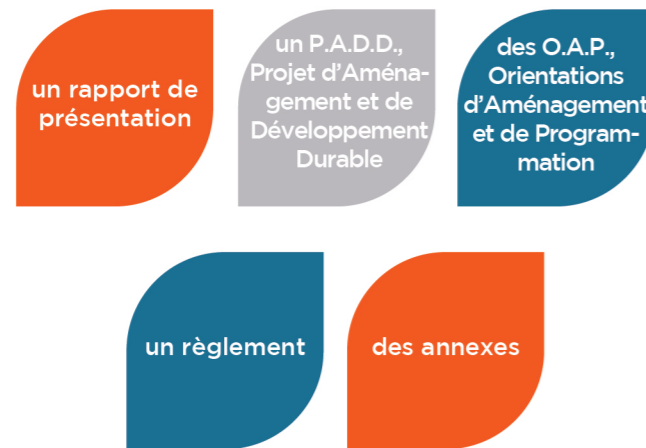 un rapport de
présentation
un P.A.D.D.,
Projet d'Aména-
gement et de
Développement
Durable
des O.A.P.,
Orientations
d'Aménagement
et de Program-
mation
un règlement
des annexes